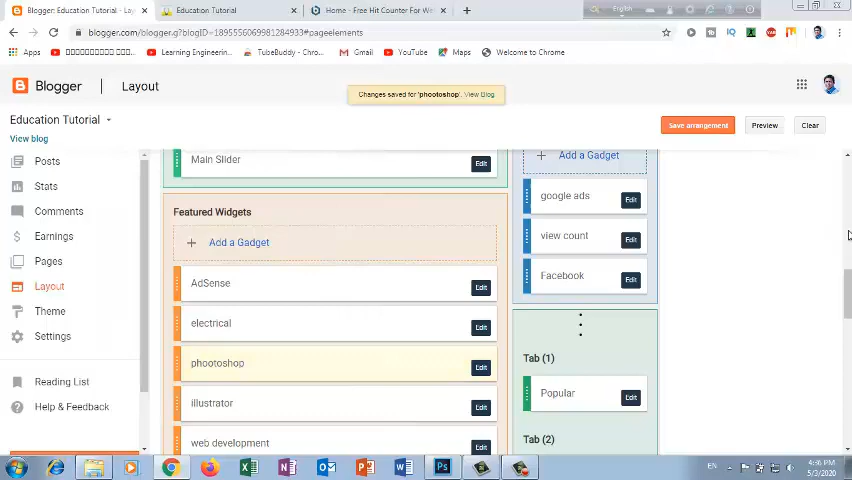 Blogger: Education Tutorial - Lay
Education Tutorial
Home - Free Hit Counter For We
English
blogger.com/blogger.g?blogID=1895556069981284933#pageelements
Apps
Learning Engineerin...
TubeBuddy - Chro...
Gmail
YouTube
Maps
Welcome to Chrome
Blogger
Layout
Changes saved for 'phootoshop'. View Blog
Education Tutorial
View blog
Save arrangement
Preview
Clear
Posts
Stats
Comments
Earnings
Pages
Layout
Theme
Settings
Reading List
Help & Feedback
Main Slider
Edit
Featured Widgets
+ Add a Gadget
AdSense
Edit
electrical
Edit
phootoshop
Edit
illustrator
Edit
web development
Edit
+ Add a Gadget
google ads
Edit
view count
Edit
Facebook
Edit
Tab (1)
Popular
Edit
Tab (2)
EN
4:36 PM
5/3/2020